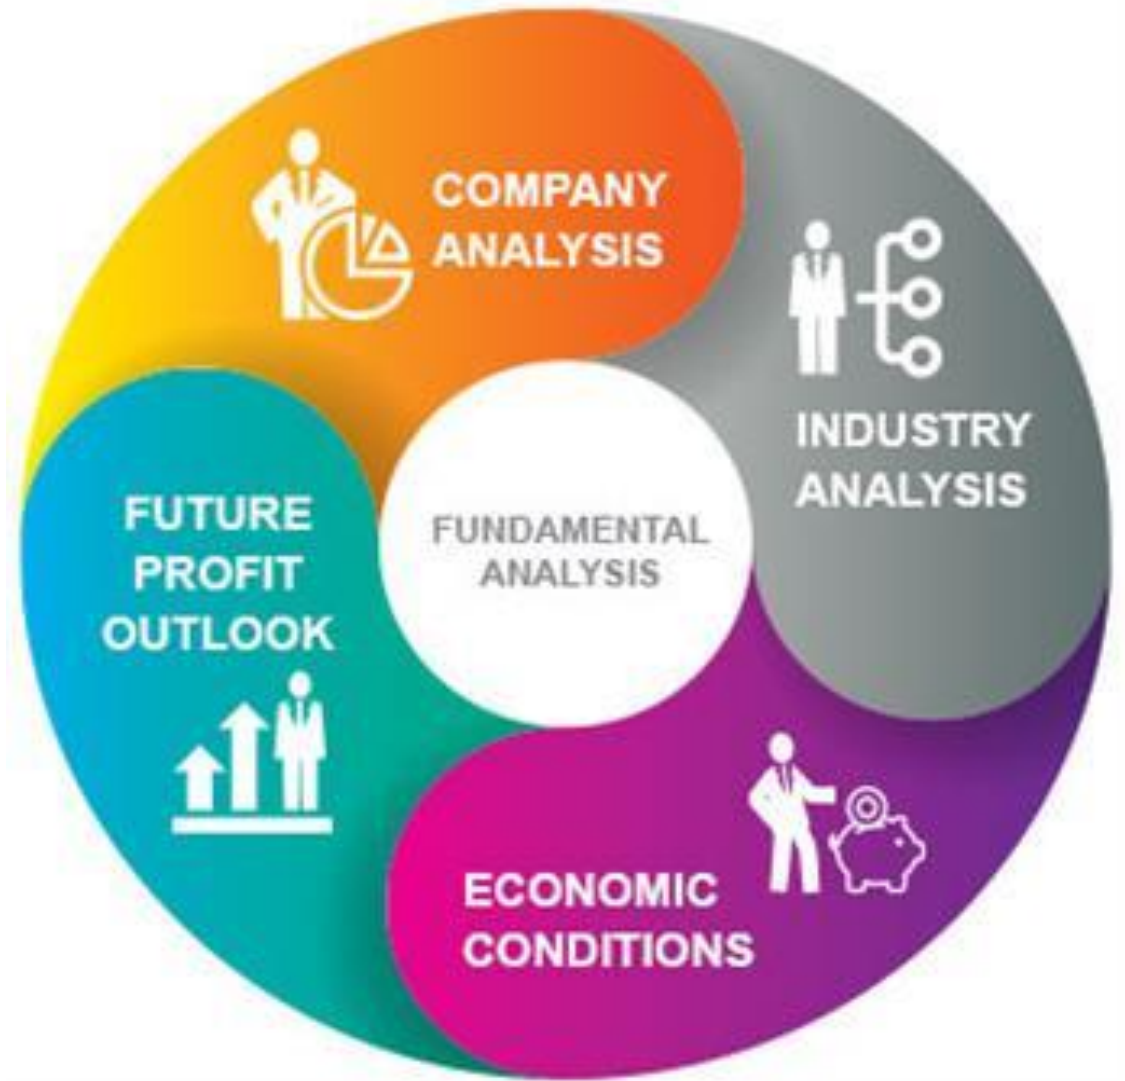 COMPANY
ANALYSIS
INDUSTRY
ANALYSIS
FUTURE
PROFIT
OUTLOOK
FUNDAMENTAL
ANALYSIS
ECONOMIC
CONDITIONS